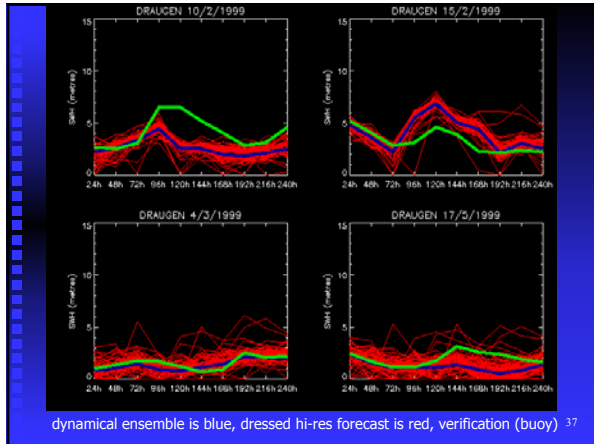 DRAUGEN 10/2/1999
15
10
5
0
SWH (metres)
24h 48h 72h 96h 120h 144h 168h 192h 216h 240h
DRAUGEN 15/2/1999
15
10
5
0
SWH (metres)
24h 48h 72h 96h 120h 144h 168h 192h 216h 240h
DRAUGEN 4/3/1999
15
10
5
0
SWH (metres)
24h 48h 72h 96h 120h 144h 168h 192h 216h 240h
DRAUGEN 17/5/1999
15
10
5
0
SWH (metres)
24h 48h 72h 96h 120h 144h 168h 192h 216h 240h
dynamical ensemble is blue, dressed hi-res forecast is red, verification (buoy) 37